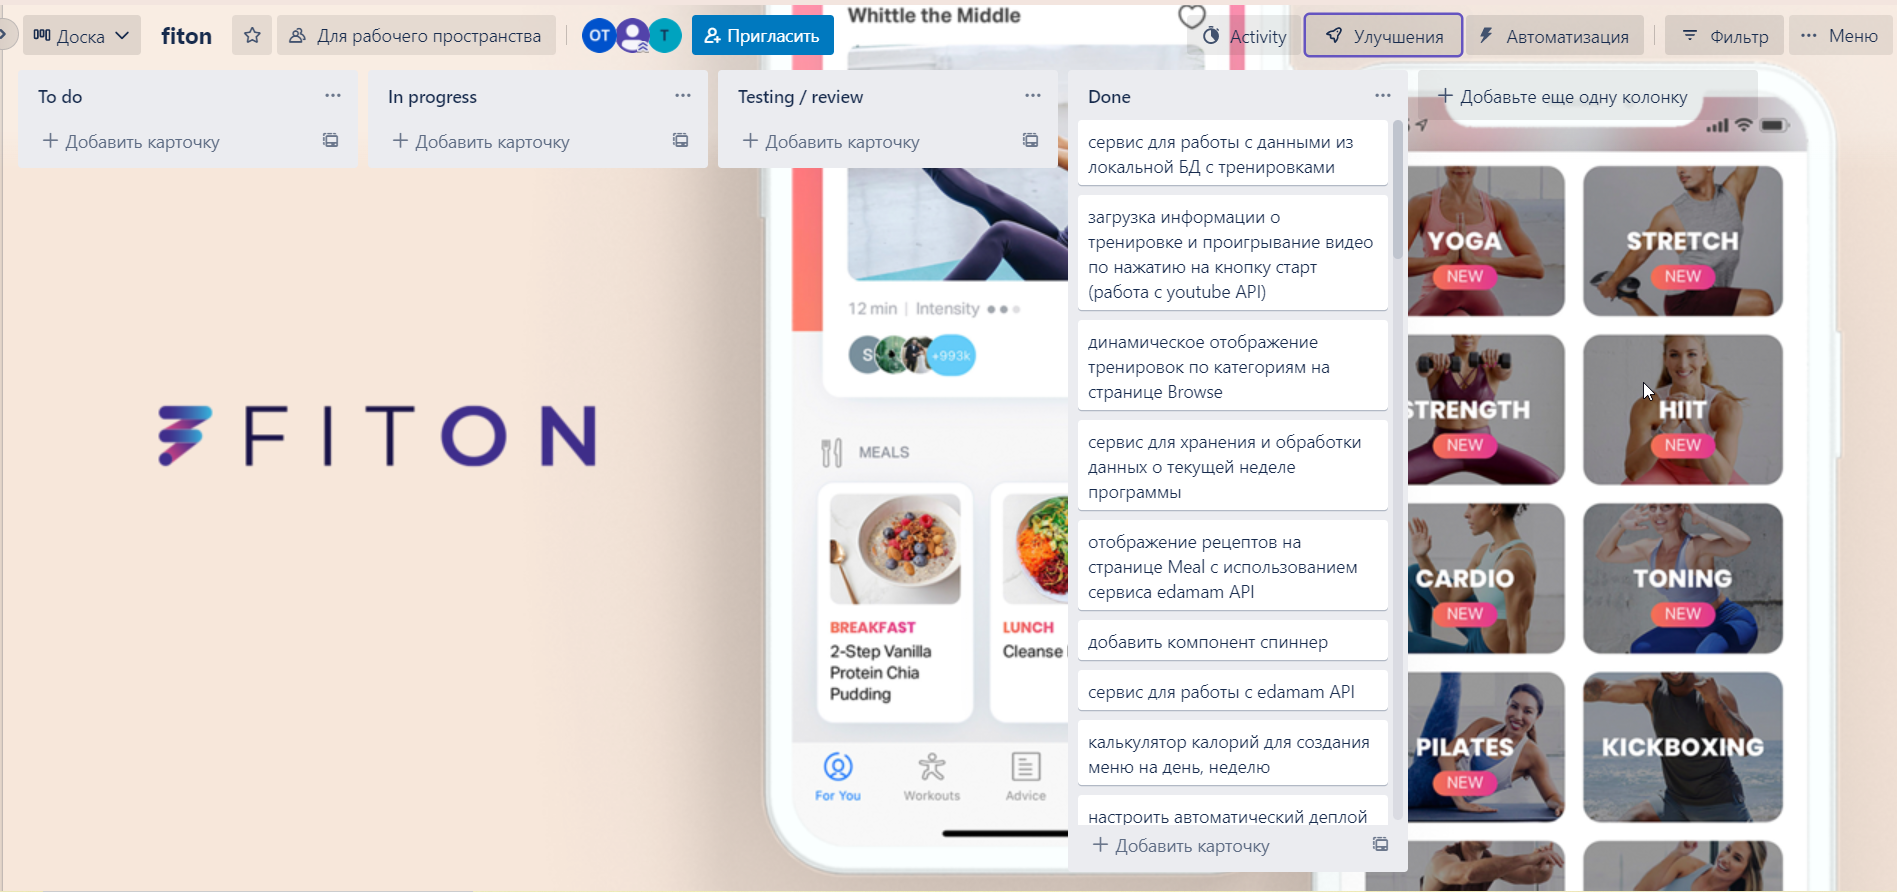 Доска
fiton
Для рабочего пространства
OT
T
Пригласить
Activity
Улучшения
Автоматизация
Фильтр
Меню
To do
Добавить карточку
In progress
Добавить карточку
Testing / review
Добавить карточку
Done
сервис для работы с данными из
локальной БД с тренировками
загрузка информации о
тренировке и проигрывание видео
по нажатию на кнопку старт
(работа с youtube API)
динамическое отображение
тренировок по категориям на
странице Browse
сервис для хранения и обработки
данных о текущей неделе
программы
отображение рецептов на
странице Meal с использованием
сервиса edamam API
добавить компонент спиннер
сервис для работы с edamam API
калькулятор калорий для создания
меню на день, неделю
настроить автоматический деплой
Добавить карточку
Добавьте еще одну колонку
FITON
Whittle the Middle
12 min | Intensity
S
+993k
MEALS
BREAKFAST
2-Step Vanilla
Protein Chia
Pudding
LUNCH
Cleanse
For You
Workouts
Advice
YOGA
NEW
STRETCH
NEW
STRENGTH
NEW
HIIT
NEW
CARDIO
NEW
TONING
NEW
PILATES
NEW
KICKBOXING